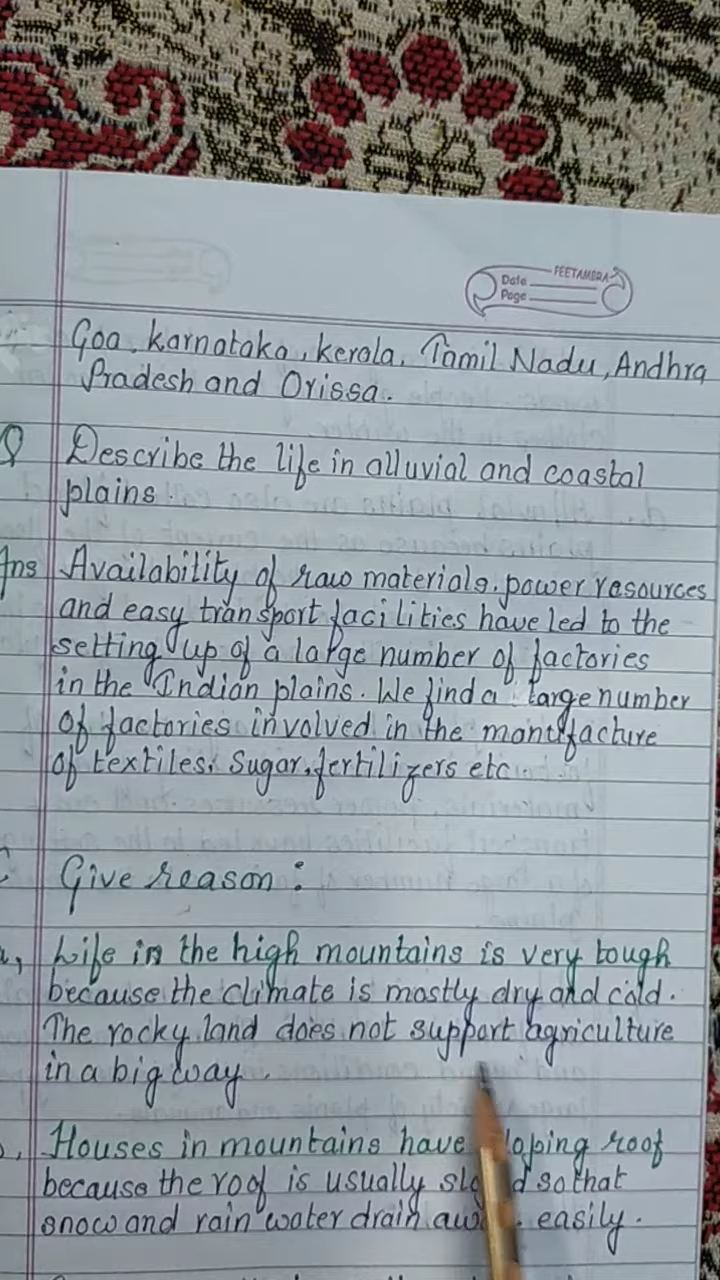 PEETAMBRA
Date
Page
Goa, Karnataka, Kerala, Tamil Nadu, Andhra
Pradesh and Orissa.
Q Describe the life in alluvial and coastal
plains.
Ans Availability of raw materials, power resources
and easy transport facilities have led to the
setting up of a large number of factories
in the Indian plains. We find a large number
of factories involved in the manufacture
of textiles, Sugar, fertilizers etc
C Give reason :
a, Life in the high mountains is very tough
because the climate is mostly dry and cold.
The rocky land does not support agriculture
in a big way.
b, Houses in mountains have roof
because the roof is usually so that
snow and rain water drain easily.